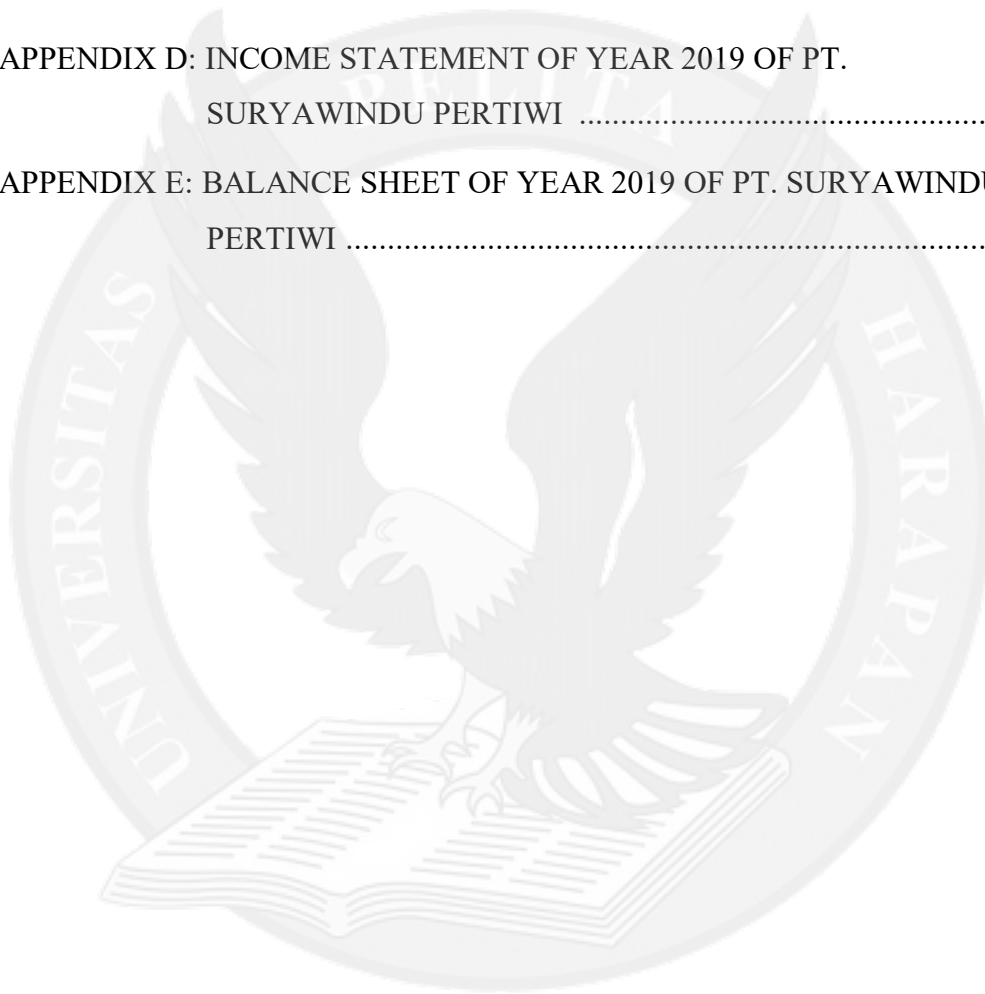 APPENDIX D: INCOME STATEMENT OF YEAR 2019 OF PT.
SURYAWINDU PERTIWI ..................................................
APPENDIX E: BALANCE SHEET OF YEAR 2019 OF PT. SURYAWINDU
PERTIWI ................................................................................
UNIVERSITAS PELITA HARAPAN